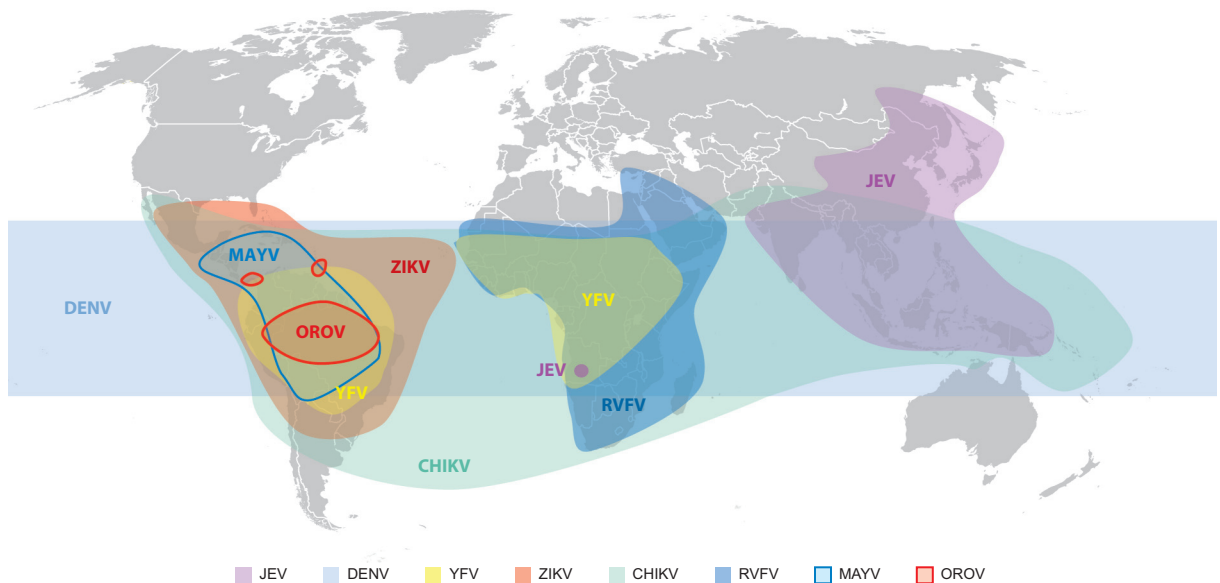 JEV
MAYV
ZIKV
DENV
YFV
OROV
JEV
YFV
RVFV
CHIKV
JEV DENV YFV ZIKV CHIKV RVFV MAYV OROV